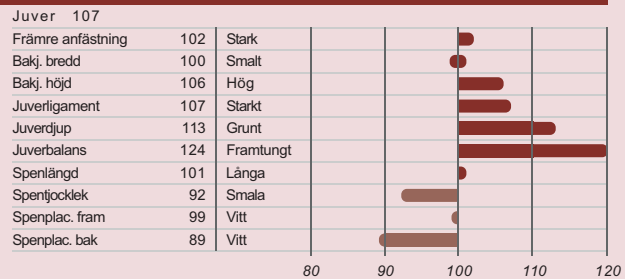 Juver 107
Främre anfästning 102 Stark
Bakj. bredd 100 Smalt
Bakj. höjd 106 Hög
Juverligament 107 Starkt
Juverdjup 113 Grunt
Juverbalans 124 Framtungt
Spenlängd 101 Långa
Spentjocklek 92 Smala
Spenplac. fram 99 Vitt
Spenplac. bak 89 Vitt
80 90 100 110 120